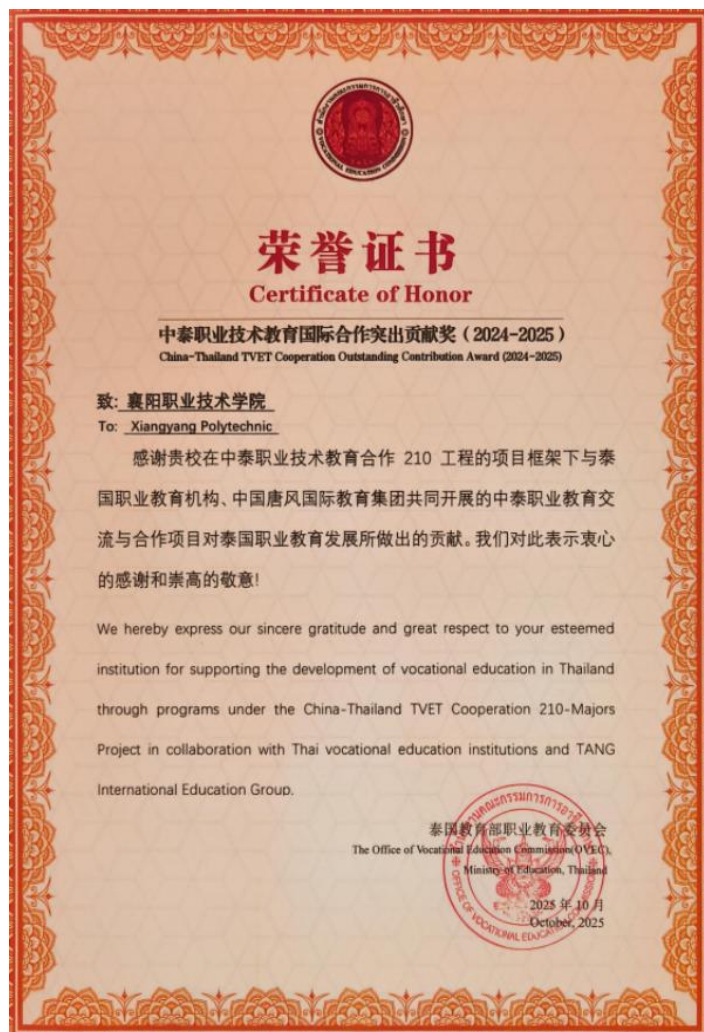 VOCATIONAL EDUCATION COMMISSION
荣誉证书
Certificate of Honor
中泰职业技术教育国际合作突出贡献奖（2024-2025）
China-Thailand TVET Cooperation Outstanding Contribution Award (2024-2025)
致: 襄阳职业技术学院
To: Xiangyang Polytechnic
感谢贵校在中泰职业技术教育合作 210 工程的项目框架下与泰
国职业教育机构、中国唐风国际教育集团共同开展的中泰职业教育交
流与合作项目对泰国职业教育发展所做出的贡献。我们对此表示衷心
的感谢和崇高的敬意!
We hereby express our sincere gratitude and great respect to your esteemed
institution for supporting the development of vocational education in Thailand
through programs under the China-Thailand TVET Cooperation 210-Majors
Project in collaboration with Thai vocational education institutions and TANG
International Education Group.
泰国教育部职业教育委员会
The Office of Vocational Education Commission(OVEC),
Ministry of Education, Thailand
2025 年 10 月
October, 2025